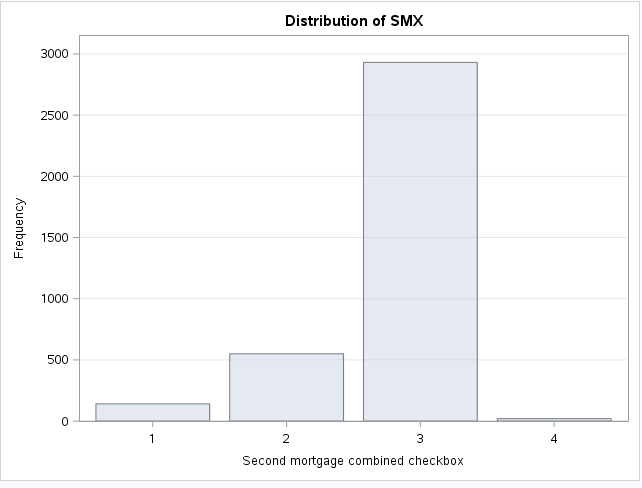 Distribution of SMX
3000
2500
2000
1500
1000
500
0
Frequency
1 2 3 4
Second mortgage combined checkbox